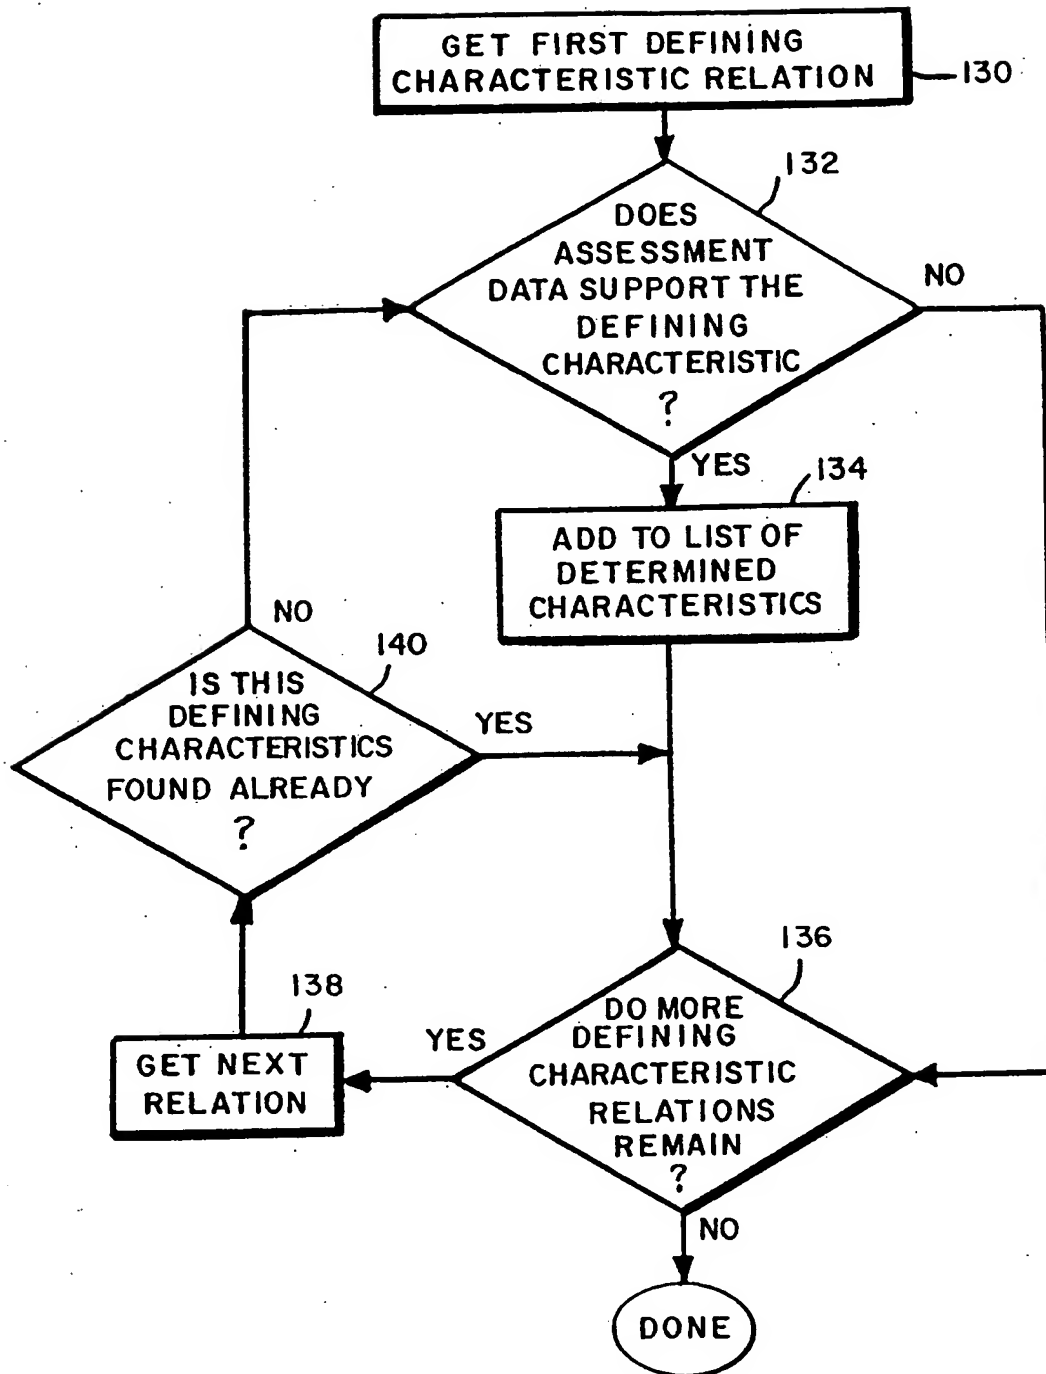 GET FIRST DEFINING
CHARACTERISTIC RELATION
130
132
DOES
ASSESSMENT
DATA SUPPORT THE
DEFINING
CHARACTERISTIC
?
NO
YES
134
ADD TO LIST OF
DETERMINED
CHARACTERISTICS
NO
140
IS THIS
DEFINING
CHARACTERISTICS
FOUND ALREADY
?
YES
136
DO MORE
DEFINING
CHARACTERISTIC
RELATIONS
REMAIN
?
YES
138
GET NEXT
RELATION
NO
DONE